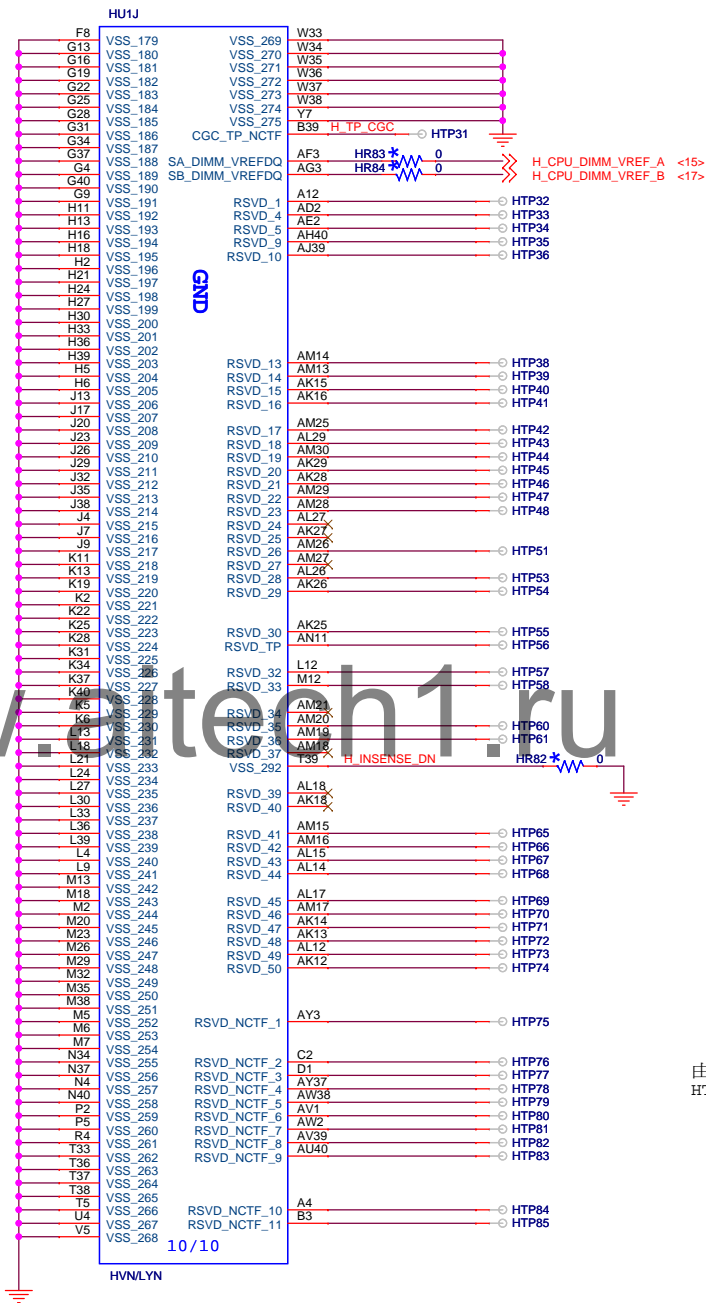 HU1J
F8 VSS_179 VSS_269 W33
G13 VSS_180 VSS_270 W34
G16 VSS_181 VSS_271 W35
G19 VSS_182 VSS_272 W36
G22 VSS_183 VSS_273 W37
G25 VSS_184 VSS_274 W38
G28 VSS_185 VSS_275 Y7
G31 VSS_186 CGC_TP_NCTF B39 H_TP_CGC HTP31
G34 VSS_187
G37 VSS_188 SA_DIMM_VREFDQ AF3 HR83 * 0 H_CPU_DIMM_VREF_A <15>
G4 VSS_189 SB_DIMM_VREFDQ AG3 HR84 * 0 H_CPU_DIMM_VREF_B <17>
G40 VSS_190
G9 VSS_191 RSVD_1 A12 HTP32
H11 VSS_192 RSVD_4 AD2 HTP33
H13 VSS_193 RSVD_5 AE2 HTP34
H16 VSS_194 RSVD_9 AH40 HTP35
H18 VSS_195 RSVD_10 AJ39 HTP36
H2 VSS_196
H21 VSS_197
GND
H24 VSS_198
H27 VSS_199
H30 VSS_200
H33 VSS_201
H36 VSS_202
H39 VSS_203 RSVD_13 AM14 HTP38
H5 VSS_204 RSVD_14 AM13 HTP39
H6 VSS_205 RSVD_15 AK15 HTP40
J13 VSS_206 RSVD_16 AK16 HTP41
J17 VSS_207
J20 VSS_208 RSVD_17 AM25 HTP42
J23 VSS_209 RSVD_18 AL29 HTP43
J26 VSS_210 RSVD_19 AM30 HTP44
J29 VSS_211 RSVD_20 AK29 HTP45
J32 VSS_212 RSVD_21 AK28 HTP46
J35 VSS_213 RSVD_22 AM29 HTP47
J38 VSS_214 RSVD_23 AM28 HTP48
J4 VSS_215 RSVD_24 AL27
J7 VSS_216 RSVD_25 AK27
J9 VSS_217 RSVD_26 AM26 HTP51
K11 VSS_218 RSVD_27 AM27
K13 VSS_219 RSVD_28 AL26 HTP53
K19 VSS_220 RSVD_29 AK26 HTP54
K2 VSS_221
K22 VSS_222
K25 VSS_223 RSVD_30 AK25 HTP55
K28 VSS_224 RSVD_TP AN11 HTP56
K31 VSS_225
K34 VSS_226 RSVD_32 L12 HTP57
K37 VSS_227 RSVD_33 M12 HTP58
K40 VSS_228
K5 VSS_229 RSVD_34 AM21
K6 VSS_230 RSVD_35 AM20 HTP60
L13 VSS_231 RSVD_36 AM19 HTP61
L18 VSS_232 RSVD_37 AM18
w.aitech1.ru
L21 VSS_233 VSS_292 T39 H_INSENSE_DN HR82 * 0
L24 VSS_234
L27 VSS_235 RSVD_39 AL18
L30 VSS_236 RSVD_40 AK18
L33 VSS_237
L36 VSS_238 RSVD_41 AM15 HTP65
L39 VSS_239 RSVD_42 AM16 HTP66
L4 VSS_240 RSVD_43 AL15 HTP67
L9 VSS_241 RSVD_44 AL14 HTP68
M13 VSS_242
M18 VSS_243 RSVD_45 AL17 HTP69
M2 VSS_244 RSVD_46 AM17 HTP70
M20 VSS_245 RSVD_47 AK14 HTP71
M23 VSS_246 RSVD_48 AK13 HTP72
M26 VSS_247 RSVD_49 AL12 HTP73
M29 VSS_248 RSVD_50 AK12 HTP74
M32 VSS_249
M35 VSS_250
M38 VSS_251
M5 VSS_252 RSVD_NCTF_1 AY3 HTP75
M6 VSS_253
M7 VSS_254
N34 VSS_255 RSVD_NCTF_2 C2 HTP76
N37 VSS_256 RSVD_NCTF_3 D1 HTP77
N4 VSS_257 RSVD_NCTF_4 AY37 HTP78
N40 VSS_258 RSVD_NCTF_5 AW38 HTP79
P2 VSS_259 RSVD_NCTF_6 AV1 HTP80
P5 VSS_260 RSVD_NCTF_7 AW2 HTP81
R4 VSS_261 RSVD_NCTF_8 AV39 HTP82
T33 VSS_262 RSVD_NCTF_9 AU40 HTP83
T36 VSS_263
T37 VSS_264
T38 VSS_265
T5 VSS_266 RSVD_NCTF_10 A4 HTP84
U4 VSS_267 RSVD_NCTF_11 B3 HTP85
V5 VSS_268
10/10
HVN/LYN